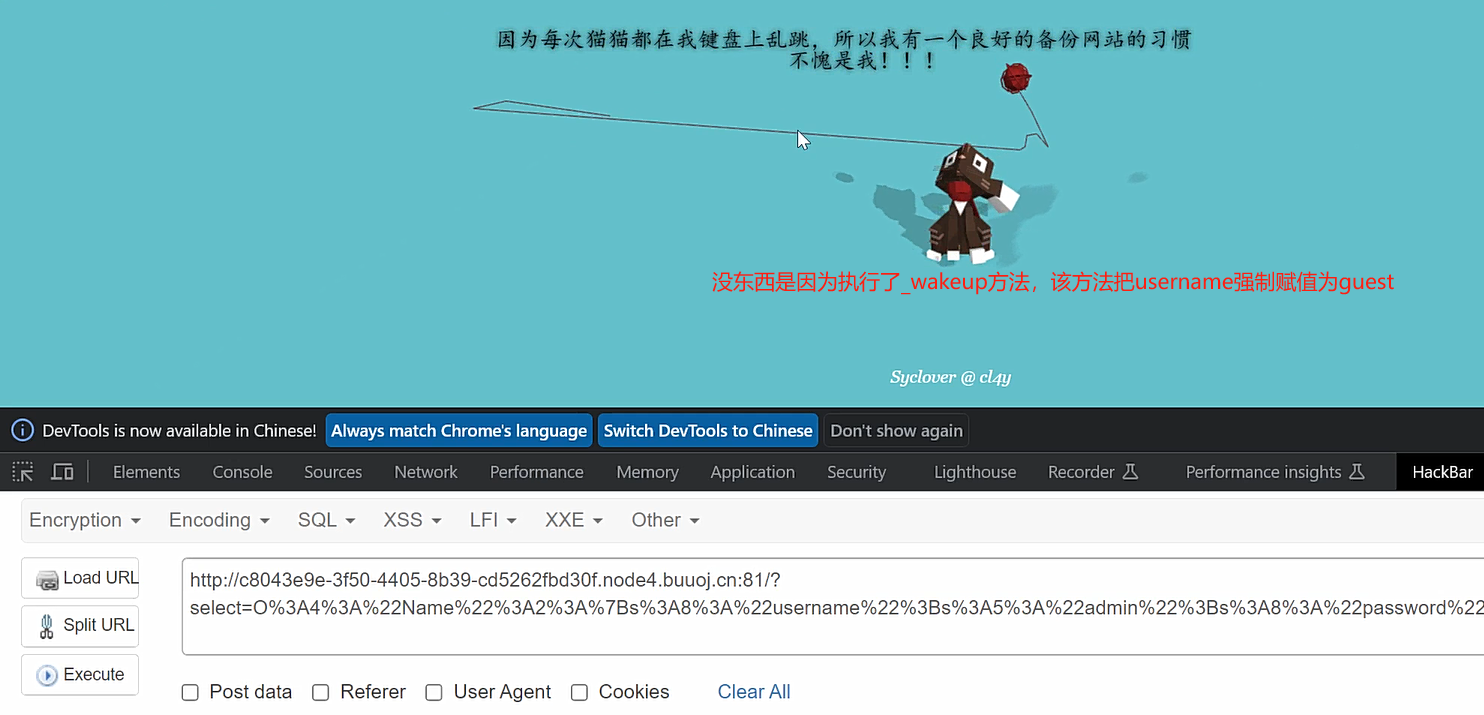 因为每次猫猫都在我键盘上乱跳，所以我有一个良好的备份网站的习惯
不愧是我！！！
没东西是因为执行了_wakeup方法，该方法把username强制赋值为guest
Syclover @ cl4y
DevTools is now available in Chinese! Always match Chrome's language Switch DevTools to Chinese Don't show again
Elements Console Sources Network Performance Memory Application Security Lighthouse Recorder Performance insights HackBar
Encryption Encoding SQL XSS LFI XXE Other
Load URL
Split URL
Execute
http://c8043e9e-3f50-4405-8b39-cd5262fbd30f.node4.buuoj.cn:81/?
select=O%3A4%3A%22Name%22%3A2%3A%7Bs%3A8%3A%22username%22%3Bs%3A5%3A%22admin%22%3Bs%3A8%3A%22password%22
Post data Referer User Agent Cookies Clear All